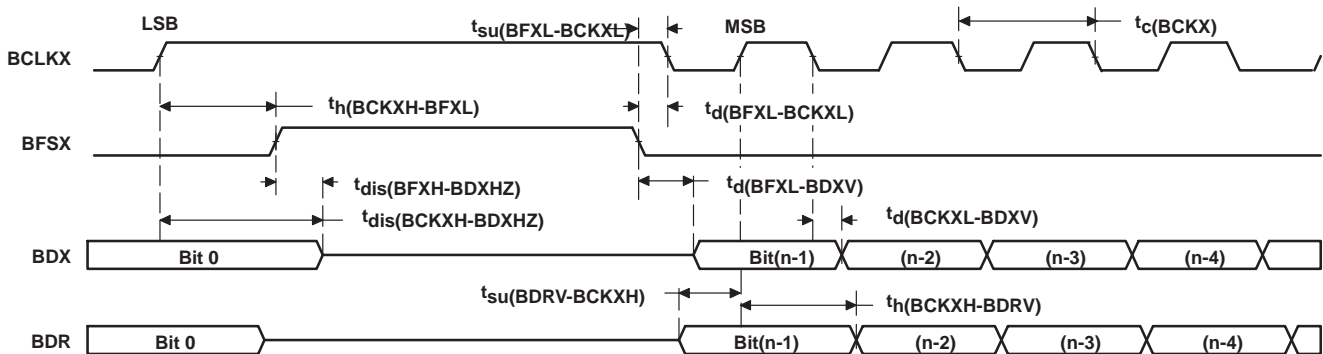 LSB
tsu(BFXL-BCKXL)
MSB
tc(BCKX)
BCLKX
th(BCKXH-BFXL)
td(BFXL-BCKXL)
BFSX
tdis(BFXH-BDXHZ)
td(BFXL-BDXV)
tdis(BCKXH-BDXHZ)
td(BCKXL-BDXV)
BDX Bit 0 Bit(n-1) (n-2) (n-3) (n-4)
tsu(BDRV-BCKXH)
th(BCKXH-BDRV)
BDR Bit 0 Bit(n-1) (n-2) (n-3) (n-4)